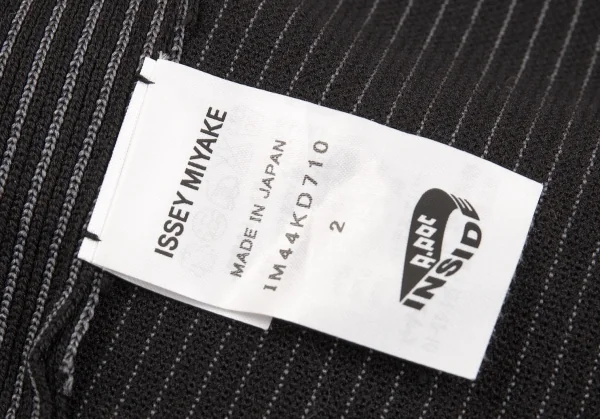 ISSEY MIYAKE
MADE IN JAPAN
1M44KD710
2
A.POC
INSIDE